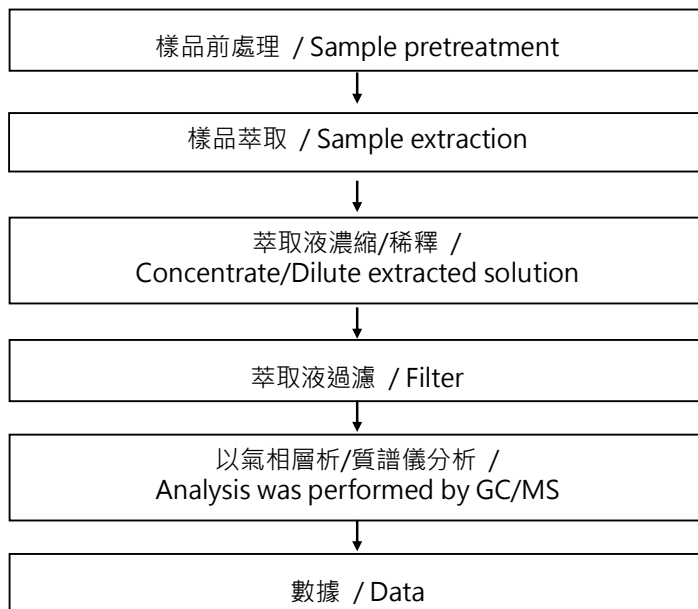 樣品前處理 / Sample pretreatment
樣品萃取 / Sample extraction
萃取液濃縮/稀釋 /
Concentrate/Dilute extracted solution
萃取液過濾 / Filter
以氣相層析/質譜儀分析 /
Analysis was performed by GC/MS
數據 / Data